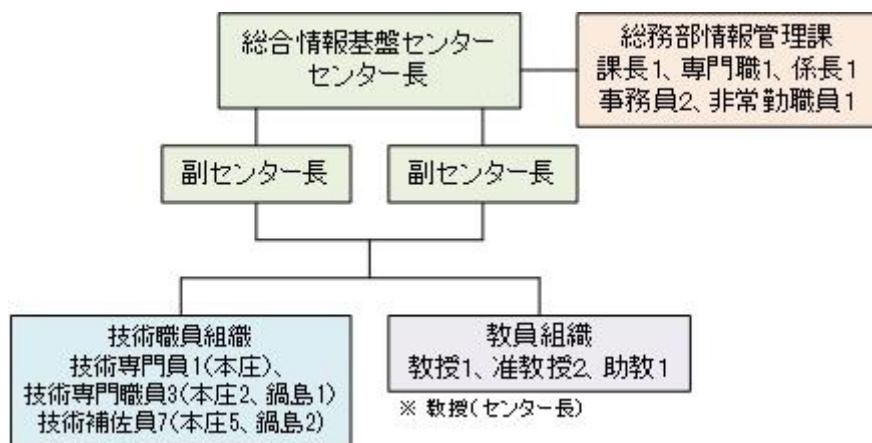 総合情報基盤センター
センター長
総務部情報管理課
課長1、専門職1、係長1
事務員2、非常勤職員1
副センター長
副センター長
技術職員組織
技術専門員1(本庄)、
技術専門職員3(本庄2、鍋島1)
技術補佐員7(本庄5、鍋島2)
教員組織
教授1、准教授2、助教1
※ 教授(センター長)